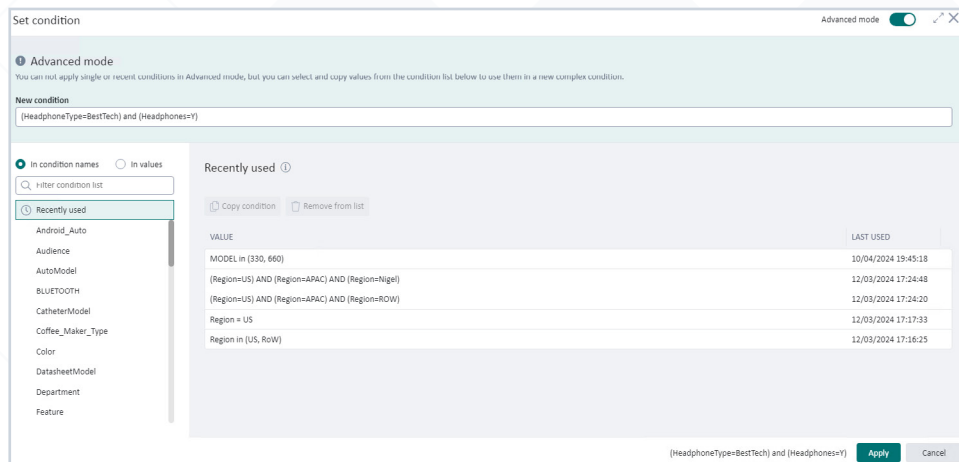 Set condition
Advanced mode
Advanced mode
You can not apply single or recent conditions in Advanced mode, but you can select and copy values from the condition list below to use them in a new complex condition.
New condition
(HeadphoneType=BestTech) and (Headphones=Y)
In condition names In values
Filter condition list
Recently used
Android_Auto
Audience
AutoModel
BLUETOOTH
CatheterModel
Coffee_Maker_Type
Color
DatasheetModel
Department
Feature
Recently used
Copy condition Remove from list
VALUE LAST USED
MODEL in (330, 660) 10/04/2024 19:45:18
(Region=US) AND (Region=APAC) AND (Region=Nigel) 12/03/2024 17:24:48
(Region=US) AND (Region=APAC) AND (Region=ROW) 12/03/2024 17:24:20
Region = US 12/03/2024 17:17:33
Region in (US, RoW) 12/03/2024 17:16:25
(HeadphoneType=BestTech) and (Headphones=Y) Apply Cancel